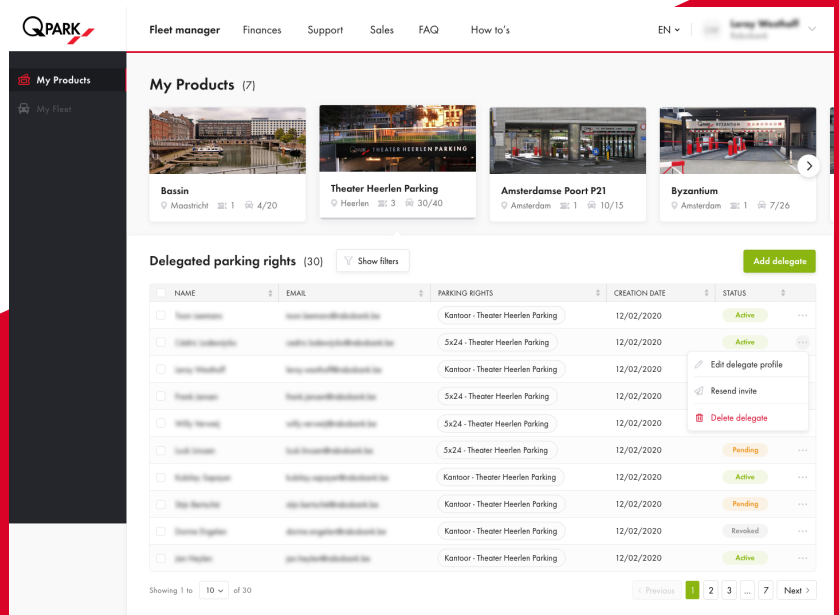 QPARK
Fleet manager Finances Support Sales FAQ How to's EN
My Products
My Fleet
My Products (7)
THEATER HEERLEN PARKING
BYZANTIUM
Bassin
Maastricht 1 4/20
Theater Heerlen Parking
Heerlen 3 30/40
Amsterdamse Poort P21
Amsterdam 1 10/15
Byzantium
Amsterdam 1 7/26
Delegated parking rights (30) Show filters Add delegate
NAME EMAIL PARKING RIGHTS CREATION DATE STATUS
Kantoor - Theater Heerlen Parking 12/02/2020 Active ...
5x24 - Theater Heerlen Parking 12/02/2020 Active ...
Kantoor - Theater Heerlen Parking 12/02/2020
Edit delegate profile
5x24 - Theater Heerlen Parking 12/02/2020
Resend invite
5x24 - Theater Heerlen Parking 12/02/2020
Delete delegate
5x24 - Theater Heerlen Parking 12/02/2020 Pending ...
Kantoor - Theater Heerlen Parking 12/02/2020 Active ...
Kantoor - Theater Heerlen Parking 12/02/2020 Pending ...
Kantoor - Theater Heerlen Parking 12/02/2020 Revoked ...
Kantoor - Theater Heerlen Parking 12/02/2020 Active ...
Showing 1 to 10 of 30 < Previous 1 2 3 ... 7 Next >